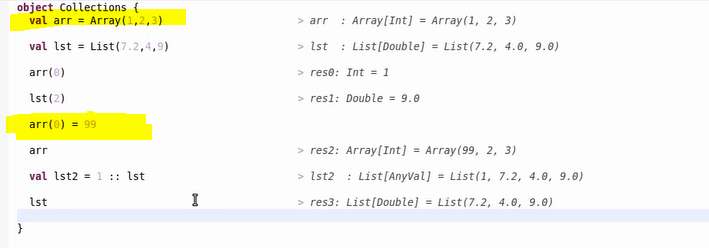 object Collections {
val arr = Array(1,2,3) > arr : Array[Int] = Array(1, 2, 3)
val lst = List(7.2,4,9) > lst : List[Double] = List(7.2, 4.0, 9.0)
arr(0) > res0: Int = 1
lst(2) > res1: Double = 9.0
arr(0) = 99
arr > res2: Array[Int] = Array(99, 2, 3)
val lst2 = 1 :: lst > lst2 : List[AnyVal] = List(1, 7.2, 4.0, 9.0)
lst > res3: List[Double] = List(7.2, 4.0, 9.0)
}